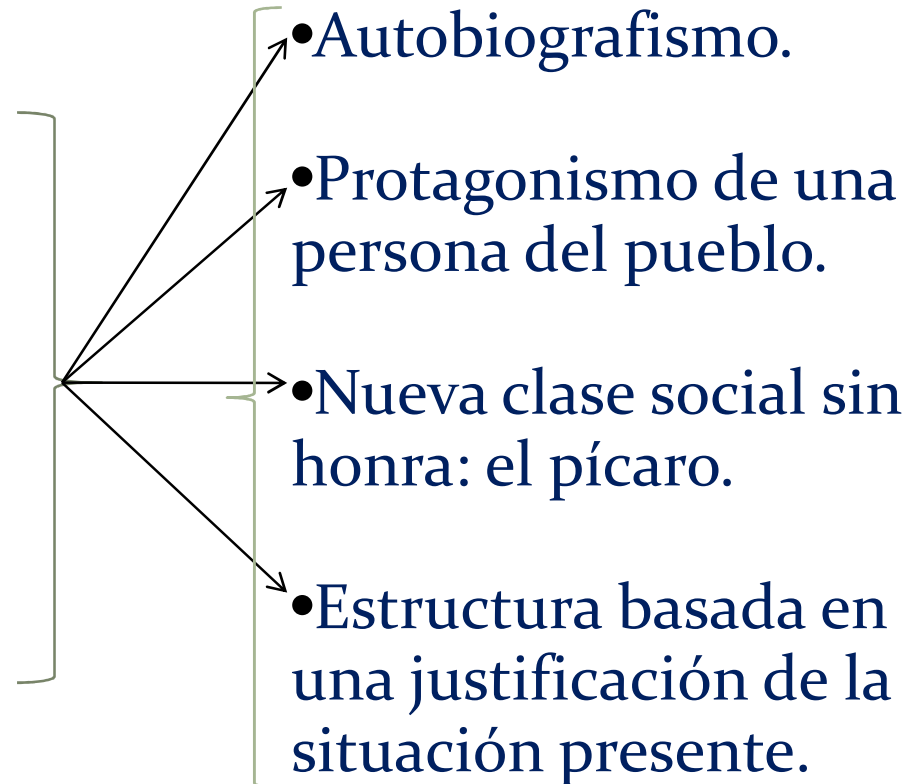 •Autobiografismo.
•Protagonismo de una
persona del pueblo.
•Nueva clase social sin
honra: el pícaro.
•Estructura basada en
una justificación de la
situación presente.